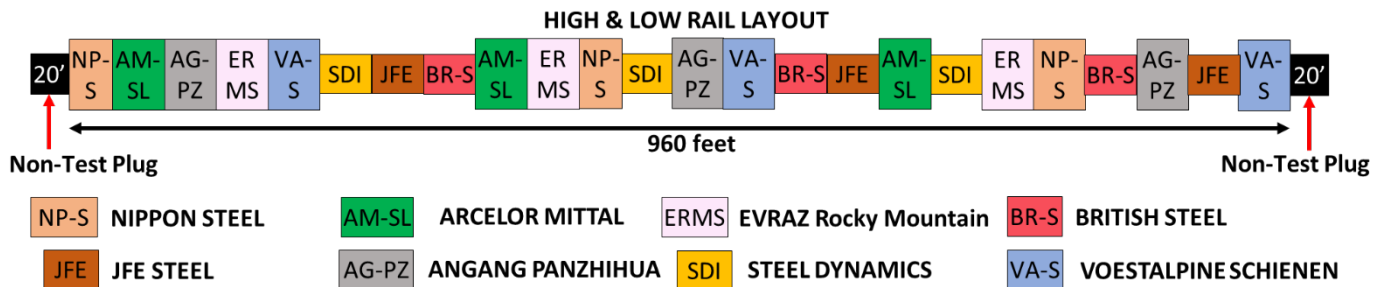 HIGH & LOW RAIL LAYOUT
20' NP-S AM-SL AG-PZ ER MS VA-S SDI JFE BR-S AM-SL ER MS NP-S SDI AG-PZ VA-S BR-S JFE AM-SL SDI ER MS NP-S BR-S AG-PZ JFE VA-S 20'
960 feet
Non-Test Plug Non-Test Plug
NP-S NIPPON STEEL AM-SL ARCELOR MITTAL ERMS EVRAZ Rocky Mountain BR-S BRITISH STEEL
JFE JFE STEEL AG-PZ ANGANG PANZHIHUA SDI STEEL DYNAMICS VA-S VOESTALPINE SCHIENEN